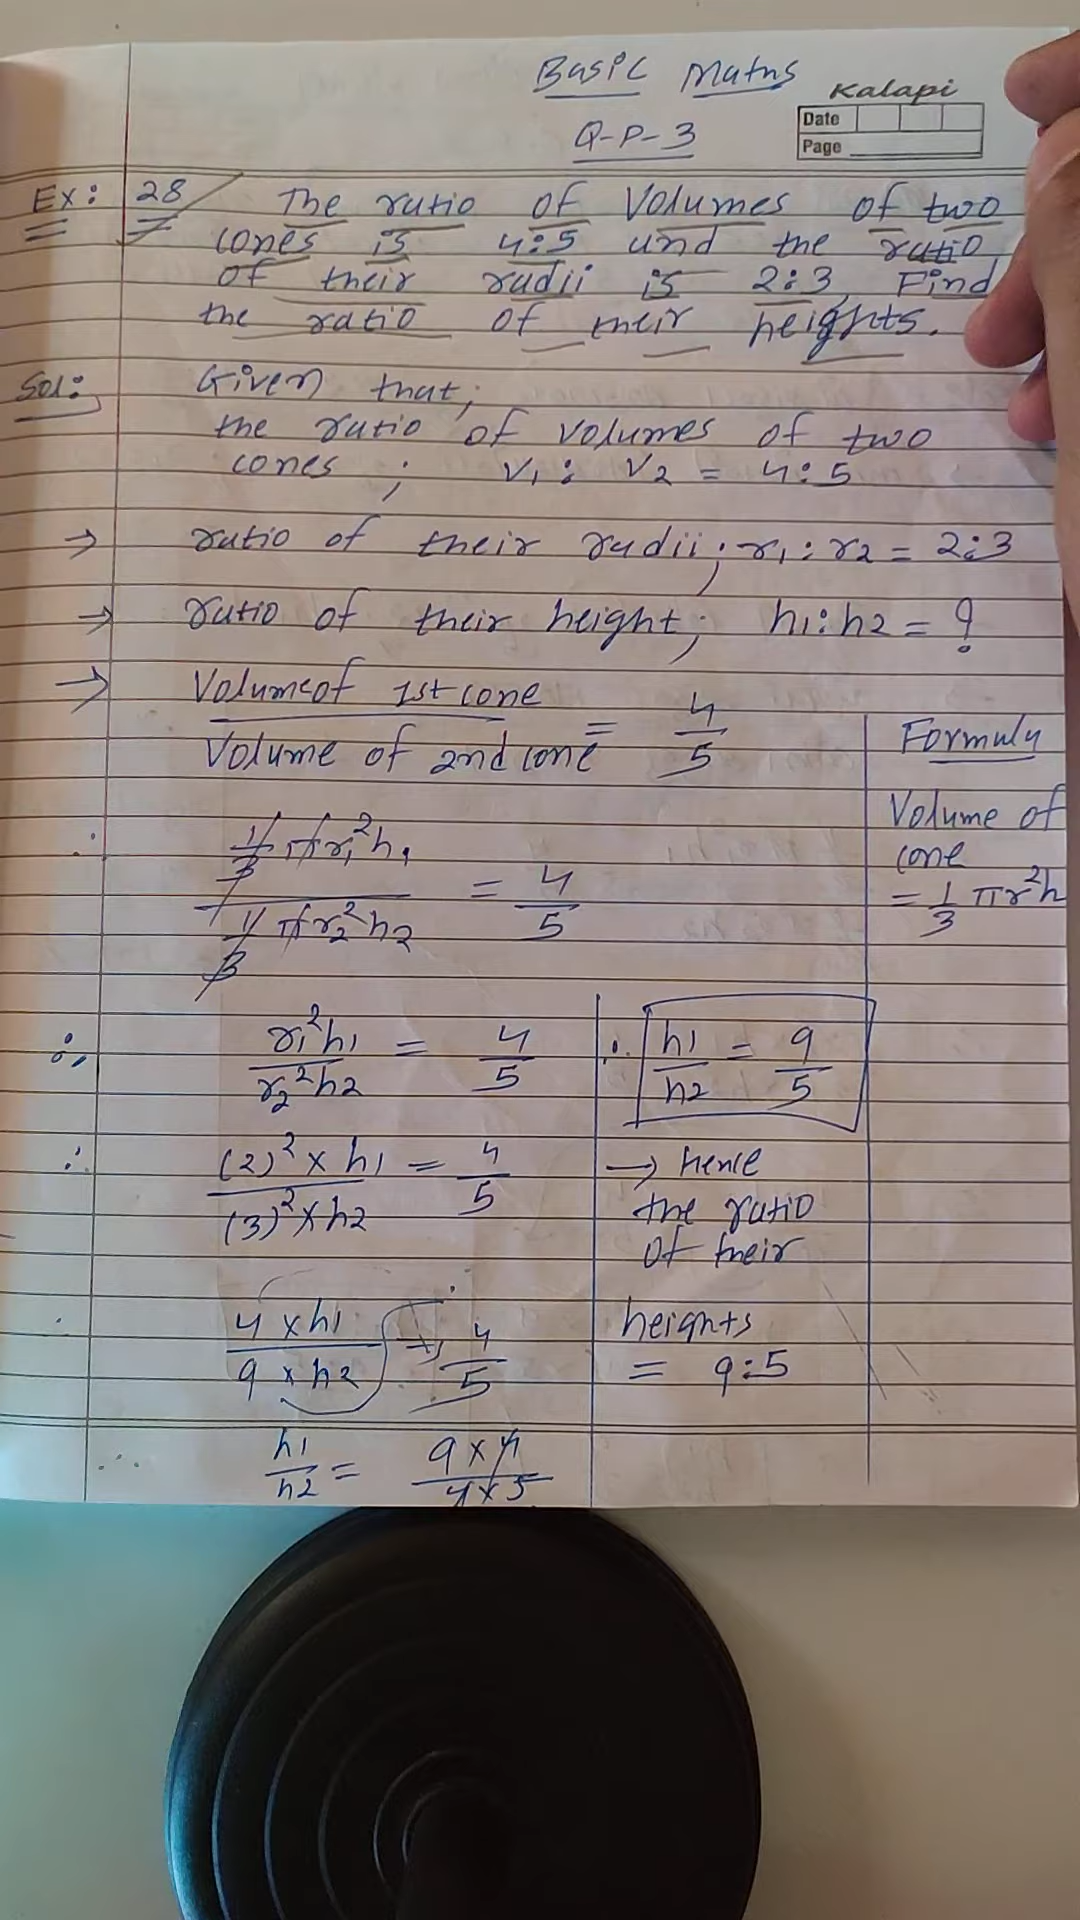 Basic Maths
Kalapi
Q-P-3
Date
Page
Ex: 28 The ratio of Volumes of two
cones is 4:5 and the ratio
of their radii is 2:3. Find
the ratio of their heights.
Sol: Given that;
the ratio of volumes of two
cones ; V1 : V2 = 4:5
→ ratio of their radii; r1 : r2 = 2:3
→ ratio of their height; h1:h2 = ?
→ Volume of 1st cone / Volume of 2nd cone = 4/5
∴ 1/3 πr1²h1 / 1/3 πr2²h2 = 4/5
∴ r1²h1 / r2²h2 = 4/5
∴ (2)² × h1 / (3)² × h2 = 4/5
∴ 4 × h1 / 9 × h2 = 4/5
∴ h1/h2 = 9 × 4 / 4 × 5
∴ h1/h2 = 9/5
→ Hence
the ratio
of their
heights
= 9:5
Formula
Volume of
cone
= 1/3 πr²h